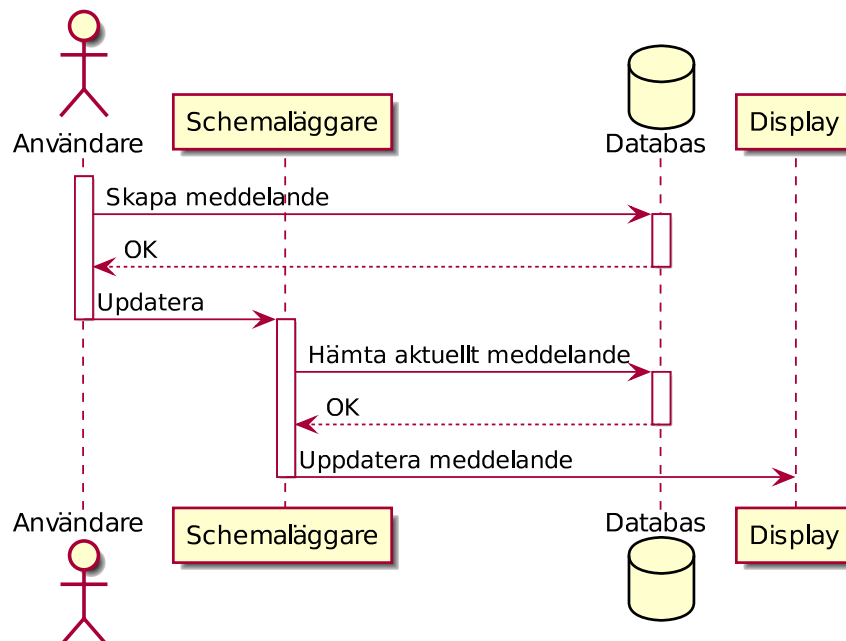 Användare
Schemaläggare
Databas
Display
Skapa meddelande
OK
Updatera
Hämta aktuellt meddelande
OK
Uppdatera meddelande
Användare
Schemaläggare
Databas
Display